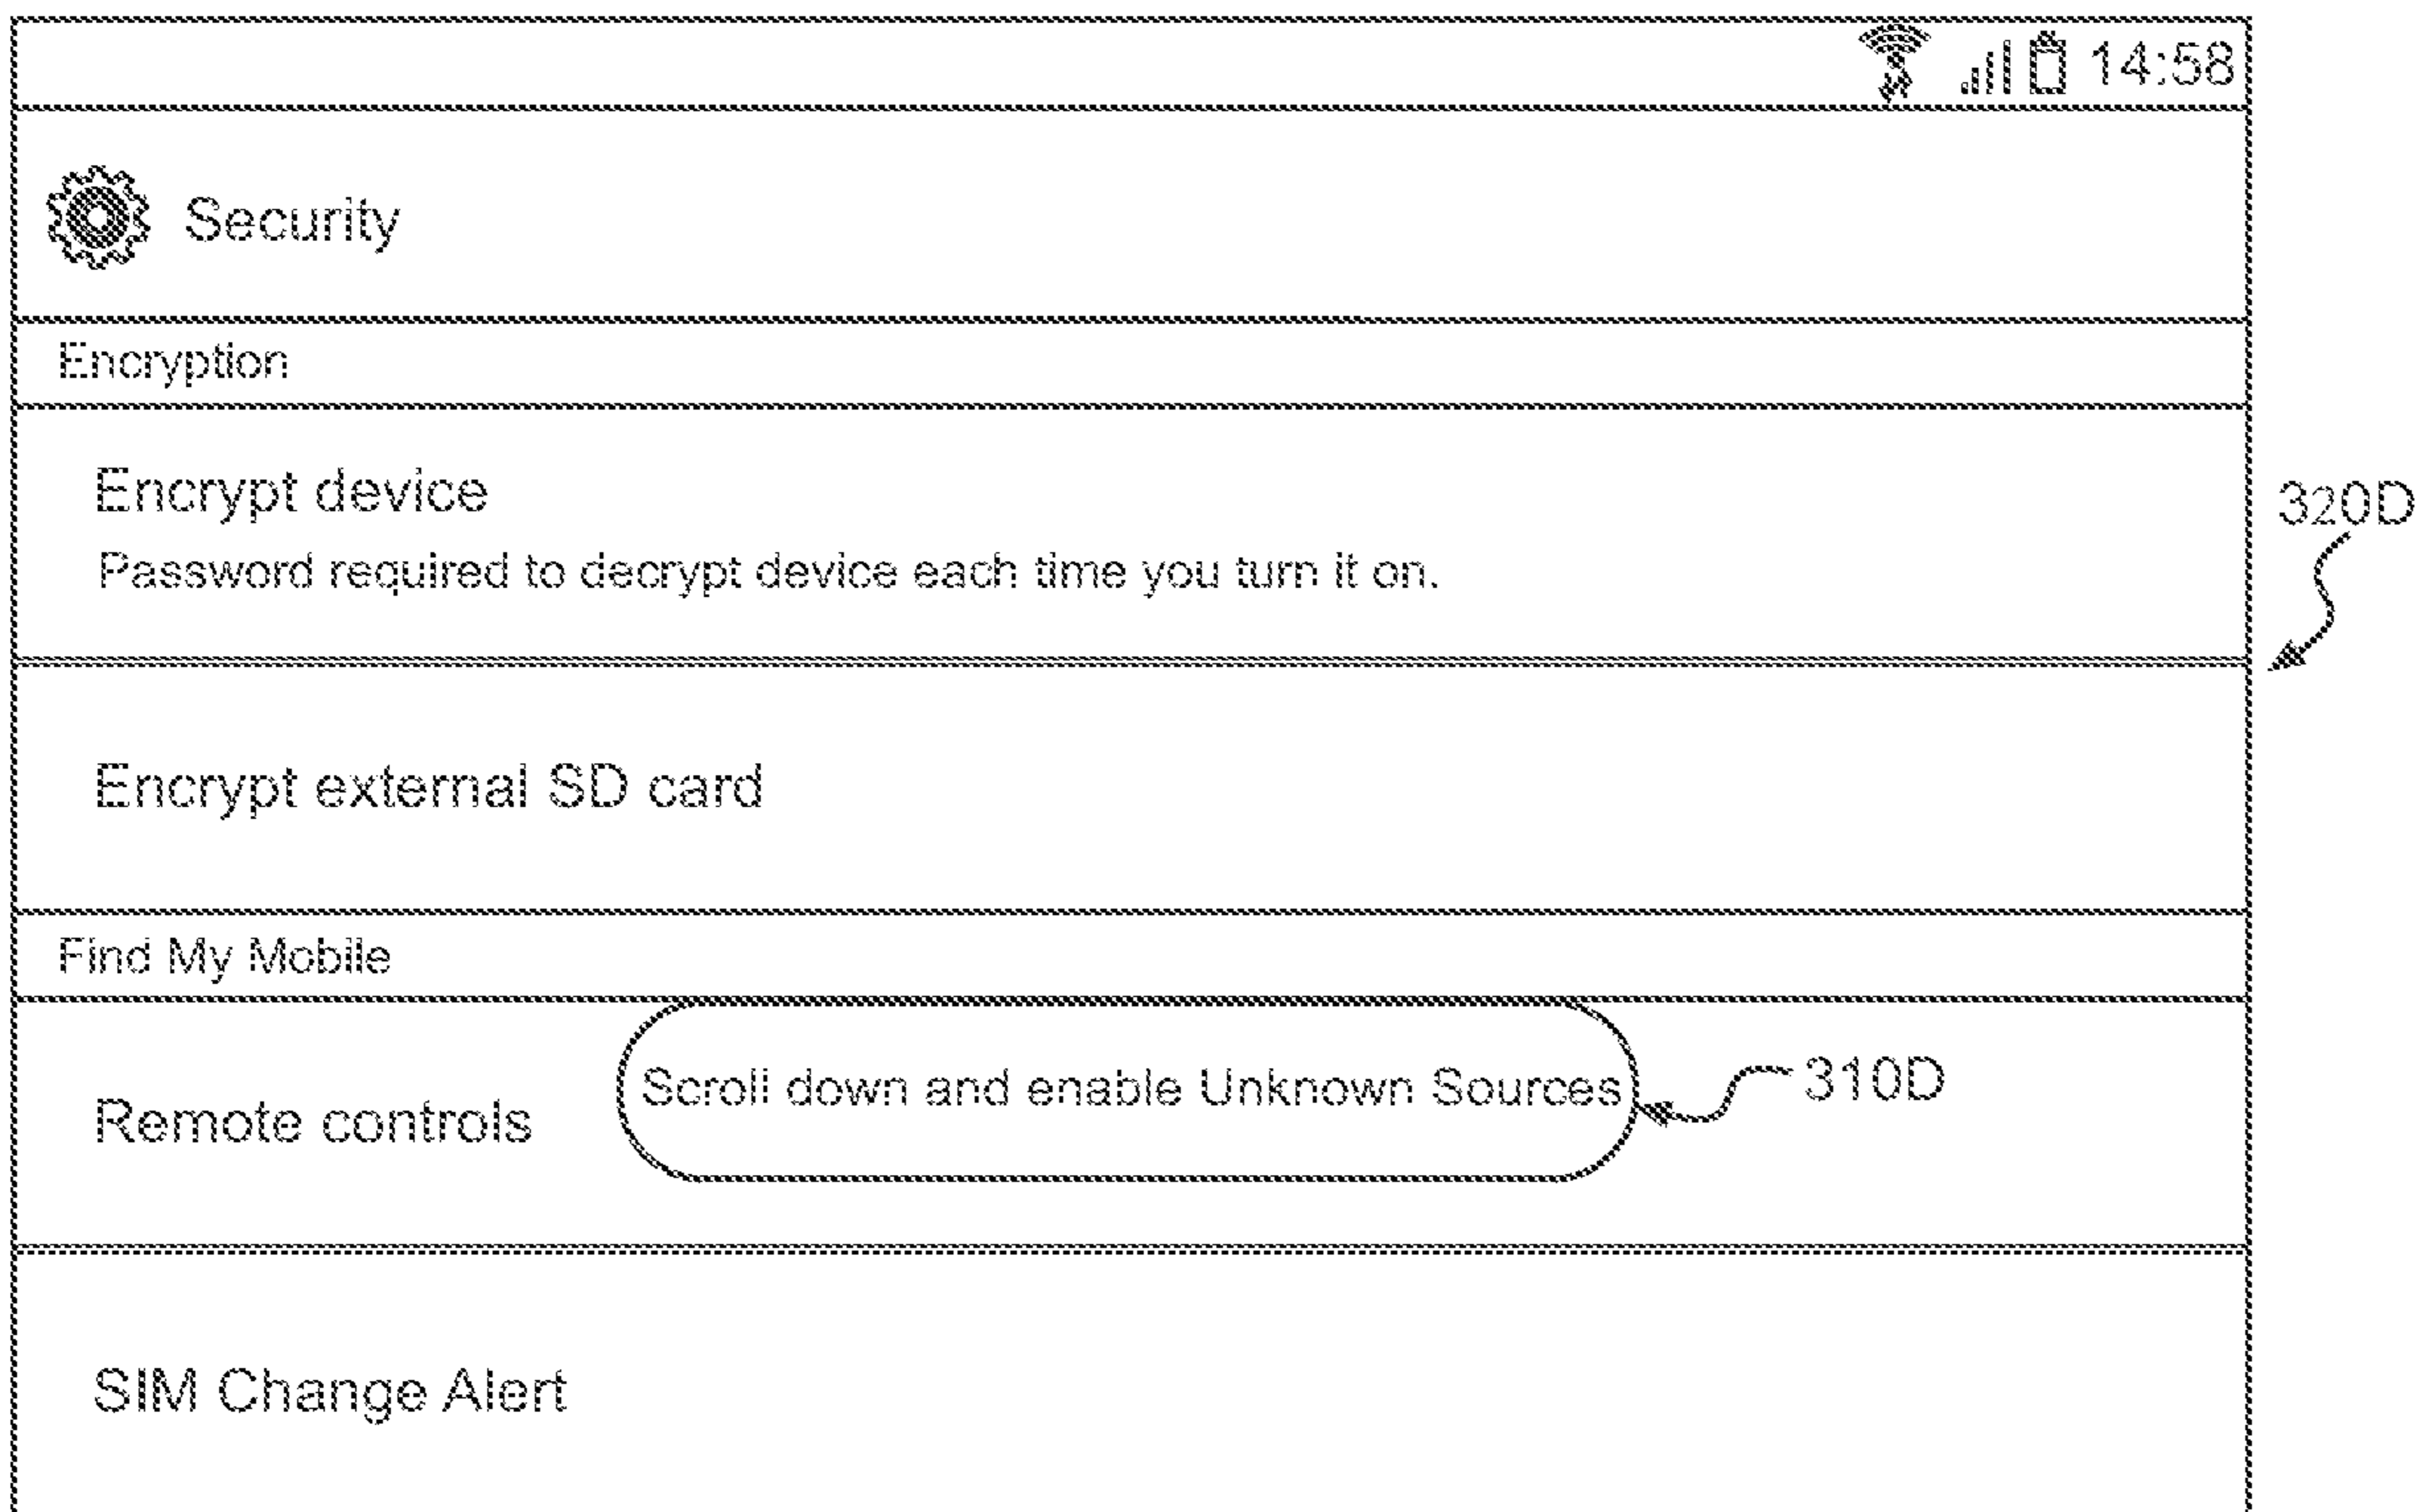 14:58
Security
Encryption
Encrypt device
320D
Password required to decrypt device each time you turn it on.
Encrypt external SD card
Find My Mobile
Scroll down and enable Unknown Sources
310D
Remote controls
SIM Change Alert